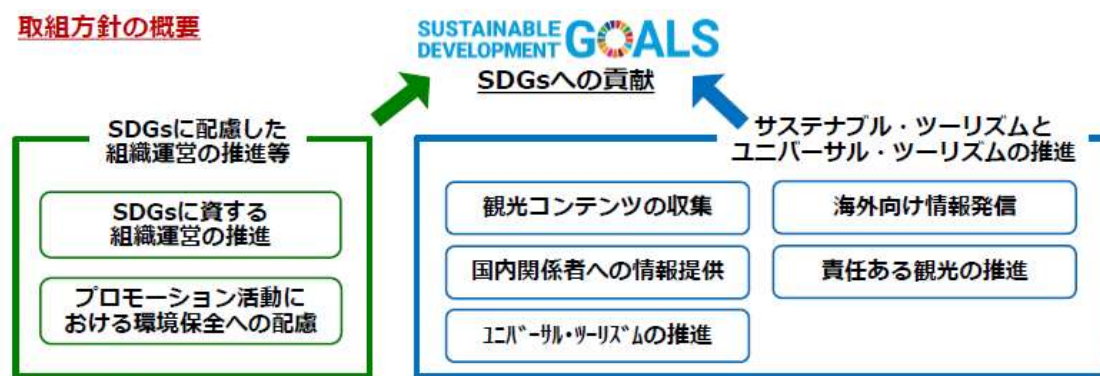 取組方針の概要
SUSTAINABLE
DEVELOPMENT GOALS
SDGsへの貢献
SDGsに配慮した
組織運営の推進等
SDGsに資する
組織運営の推進
プロモーション活動に
おける環境保全への配慮
サステナブル・ツーリズムと
ユニバーサル・ツーリズムの推進
観光コンテンツの収集
海外向け情報発信
国内関係者への情報提供
責任ある観光の推進
ﾕﾆﾊﾞｰｻﾙ・ﾂｰﾘｽﾞﾑの推進